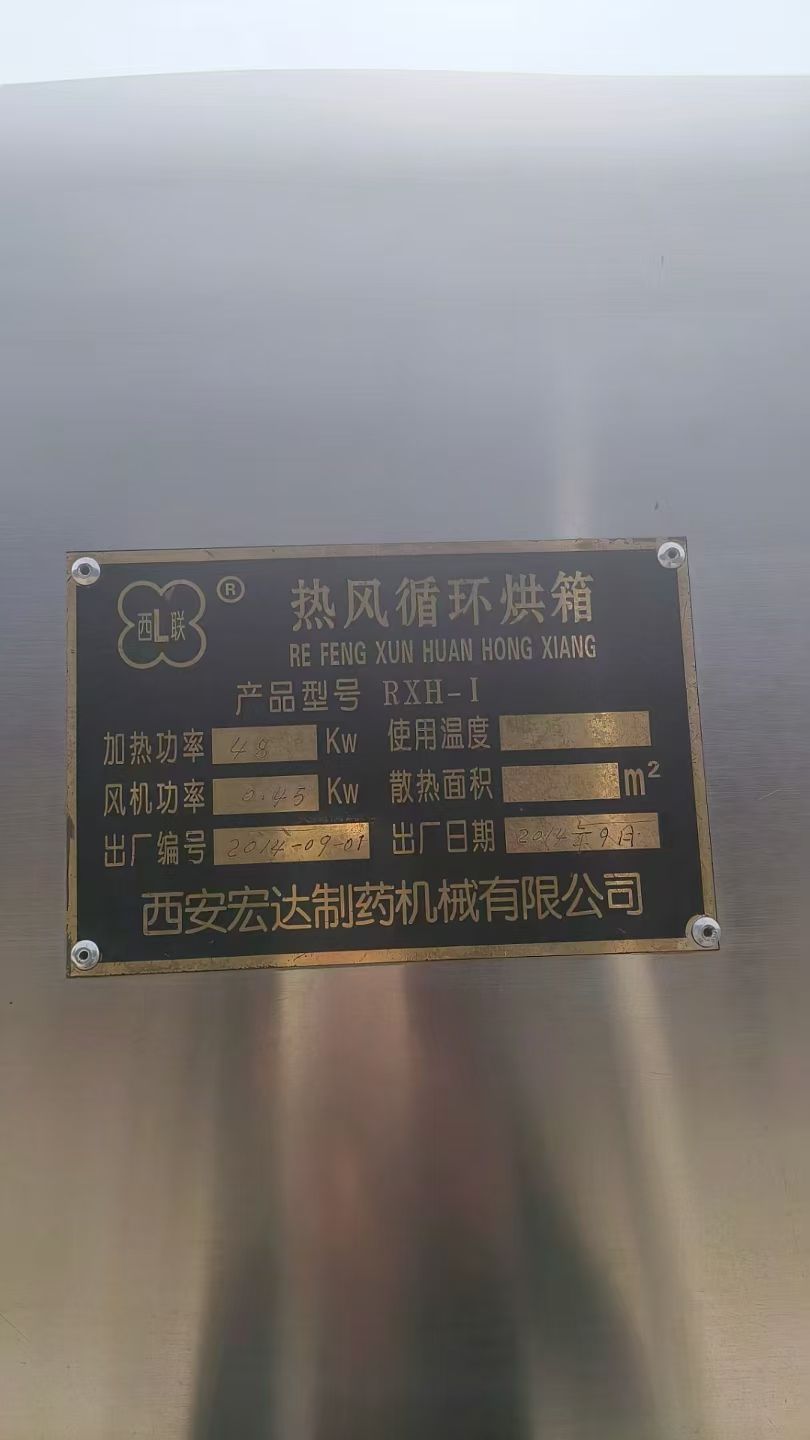 西L联 ® 热风循环烘箱
RE FENG XUN HUAN HONG XIANG
产品型号 RXH-I
加热功率 48 Kw 使用温度
风机功率 0.45 Kw 散热面积 m²
出厂编号 2014-09-01 出厂日期 2014年9月
西安宏达制药机械有限公司